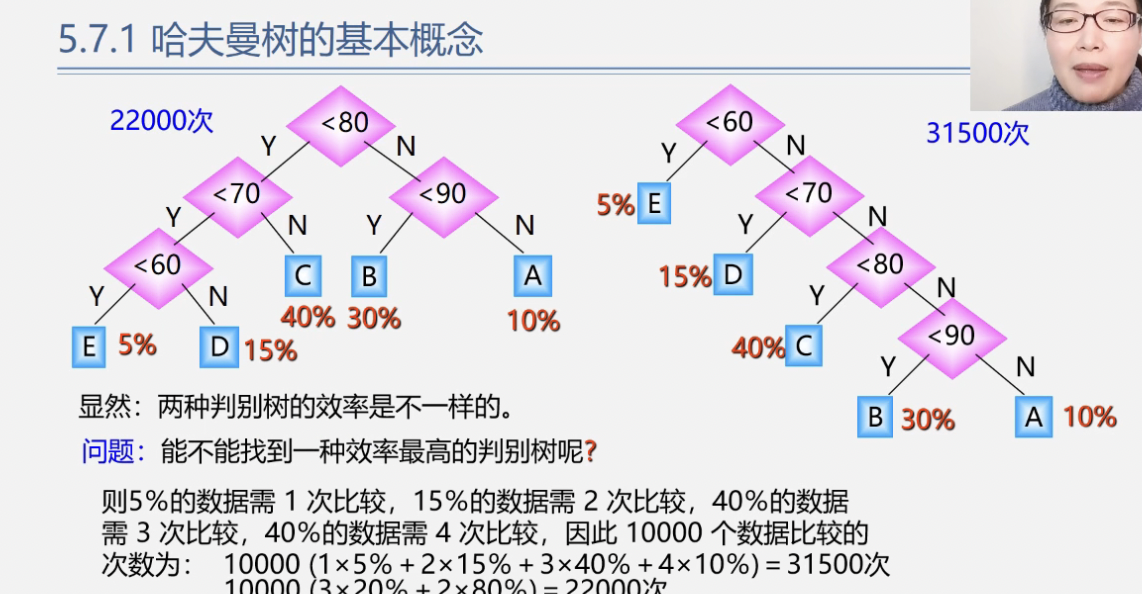 5.7.1 哈夫曼树的基本概念
22000次
<80
Y
N
<70
<90
Y
N
Y
N
<60
C
B
A
Y
N
40%
30%
10%
E
5%
D
15%
<60
31500次
Y
N
5%
E
<70
Y
N
15%
D
<80
Y
N
40%
C
<90
Y
N
B
30%
A
10%
显然：两种判别树的效率是不一样的。
问题：能不能找到一种效率最高的判别树呢?
则5%的数据需 1 次比较，15%的数据需 2 次比较，40%的数据
需 3 次比较，40%的数据需 4 次比较，因此 10000 个数据比较的
次数为： 10000 (1×5%+2×15%+3×40%+4×10%)=31500次
10000 (3×20%+2×80%)=22000次